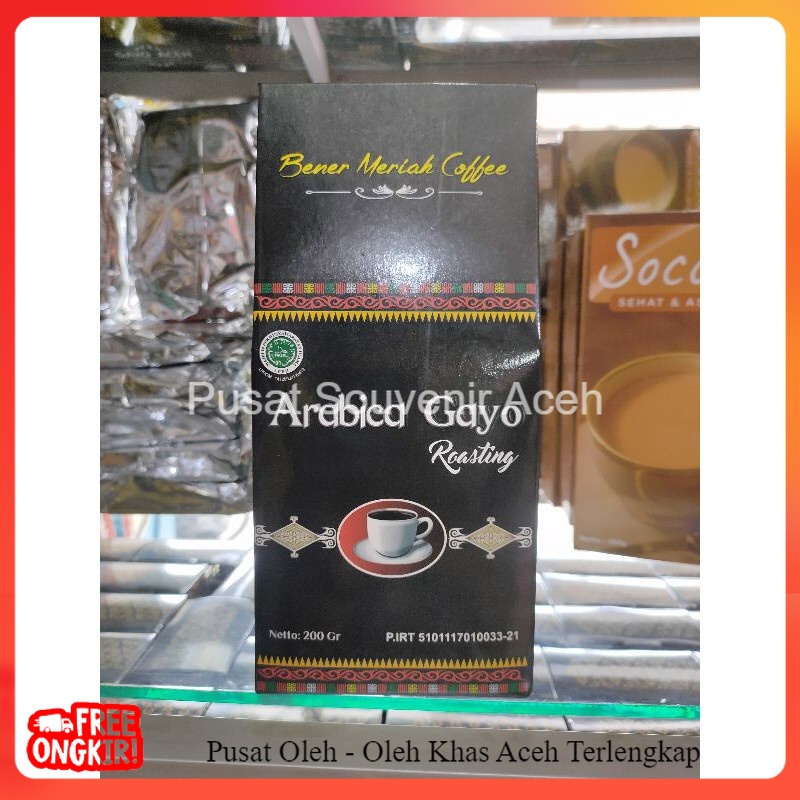 Bener Meriah Coffee
Pusat Souvenir Aceh
Arabica Gayo
Roasting
Netto: 200 Gr
P.IRT 5101117010033-21
Soco
SEHAT & AS
FREE
ONGKIR!
Pusat Oleh - Oleh Khas Aceh Terlengkap